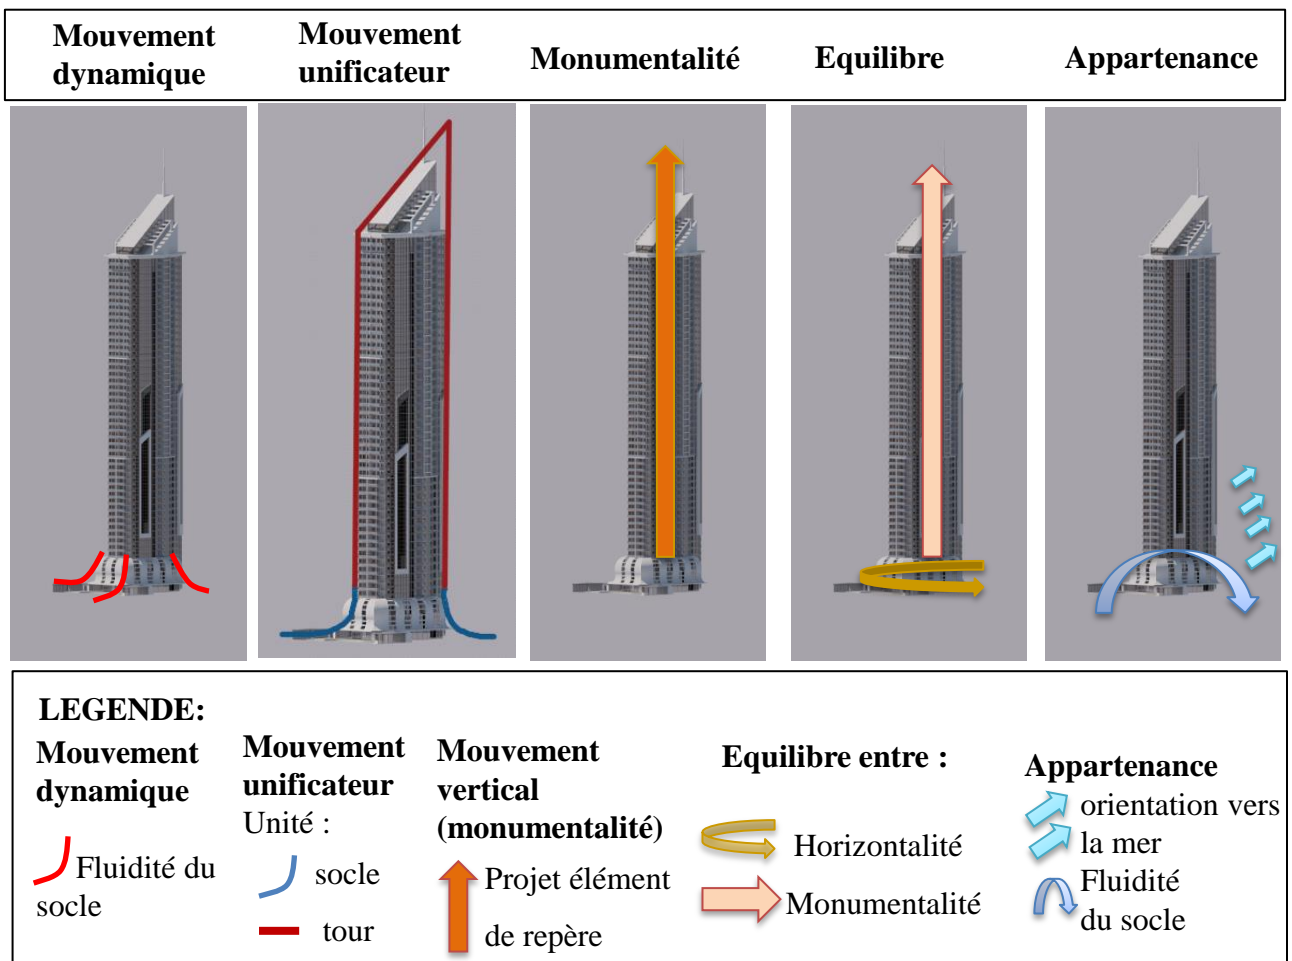 Mouvement
dynamique
Mouvement
unificateur
Monumentalité
Equilibre
Appartenance
LEGENDE:
Mouvement
dynamique
Fluidité du
socle
Mouvement
unificateur
Unité :
socle
tour
Mouvement
vertical
(monumentalité)
Projet élément
de repère
Equilibre entre :
Horizontalité
Monumentalité
Appartenance
orientation vers
la mer
Fluidité
du socle